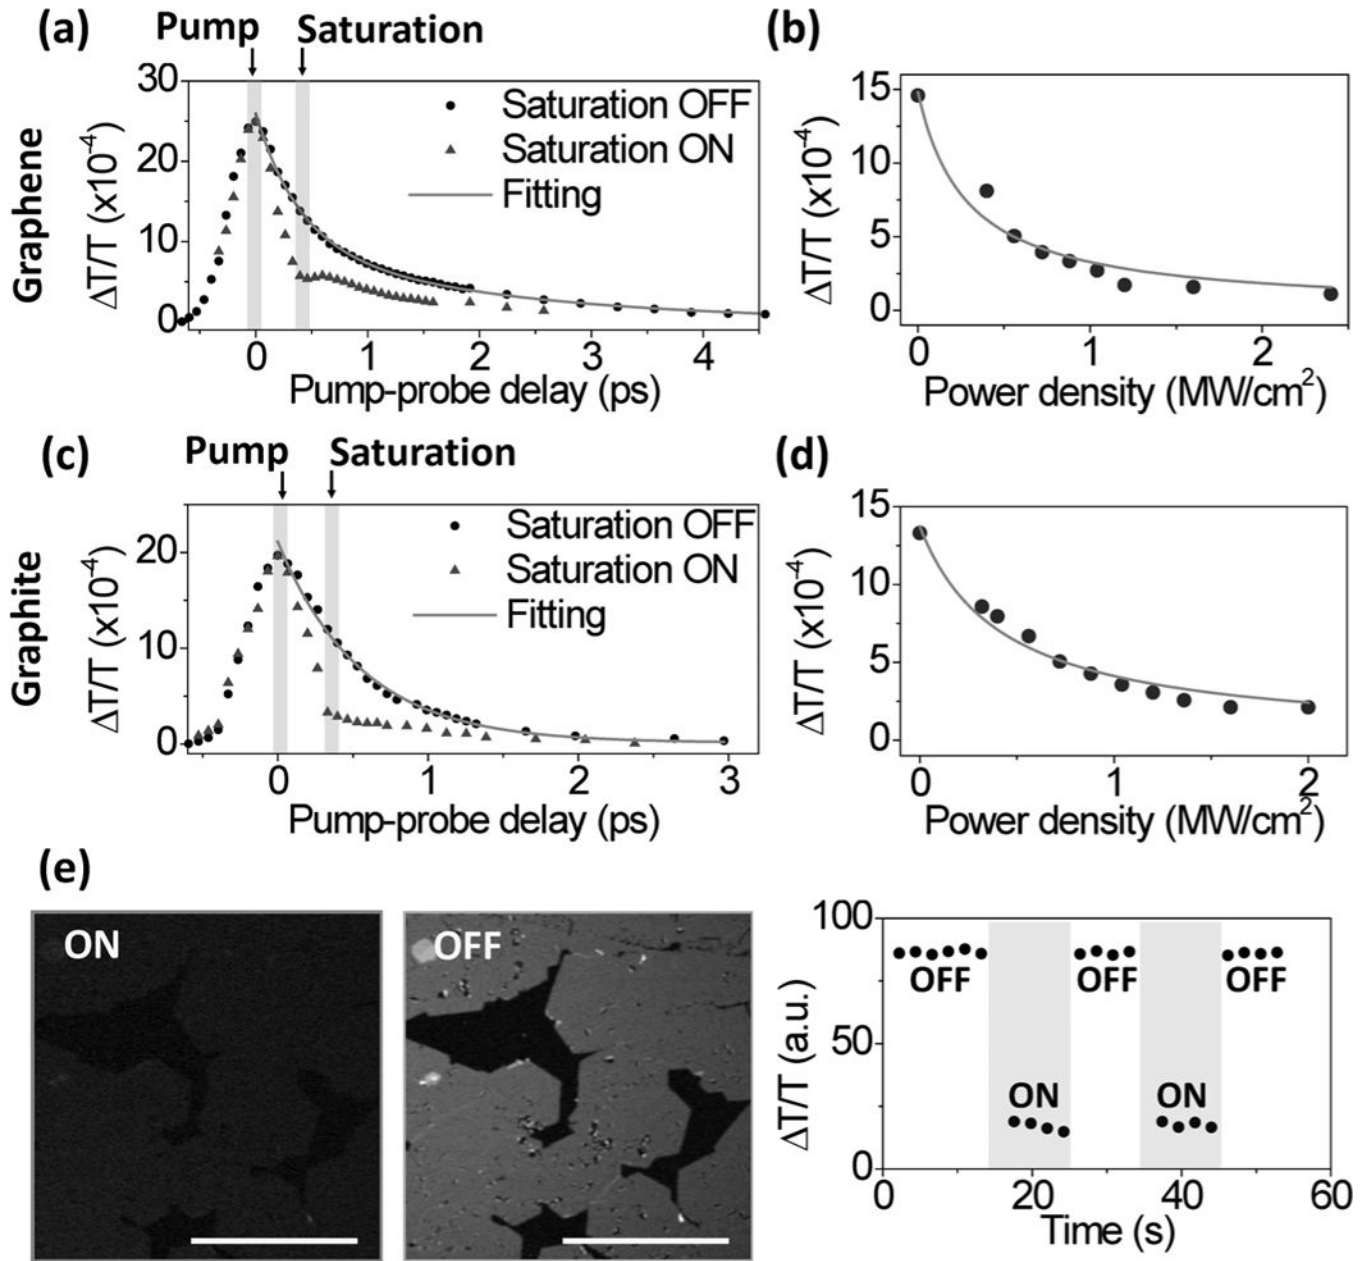 (a)
Pump Saturation
Graphene
ΔT/T (x10⁻⁴)
30
20
10
0
Saturation OFF
Saturation ON
Fitting
0 1 2 3 4
Pump-probe delay (ps)
(b)
ΔT/T (x10⁻⁴)
15
10
5
0
0 1 2
Power density (MW/cm²)
(c)
Pump Saturation
Graphite
ΔT/T (x10⁻⁴)
20
10
0
Saturation OFF
Saturation ON
Fitting
0 1 2 3
Pump-probe delay (ps)
(d)
ΔT/T (x10⁻⁴)
15
10
5
0
0 1 2
Power density (MW/cm²)
(e)
ON
OFF
ΔT/T (a.u.)
100
50
0
OFF OFF OFF
ON ON
0 20 40 60
Time (s)